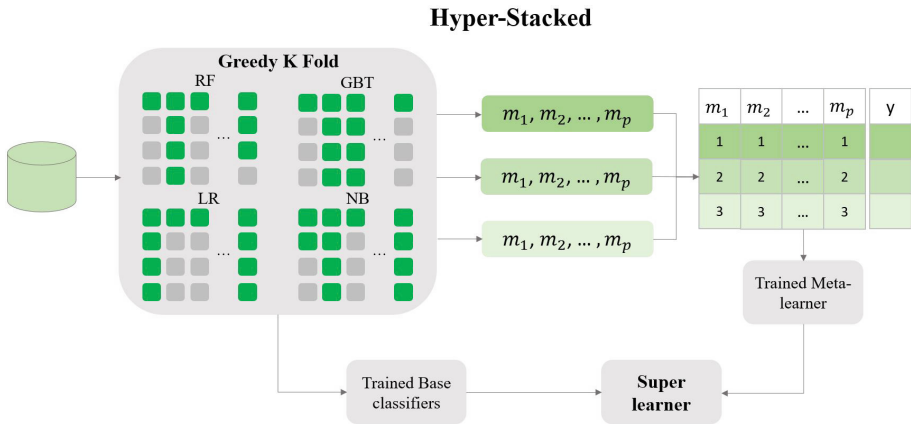 Hyper-Stacked
Greedy K Fold
RF
GBT
...
...
LR
NB
...
...
m₁, m₂, ... , mₚ
m₁, m₂, ... , mₚ
m₁, m₂, ... , mₚ
m₁ m₂ ... mₚ y
1 1 ... 1
2 2 ... 2
3 3 ... 3
Trained Meta-
learner
Trained Base
classifiers
Super
learner